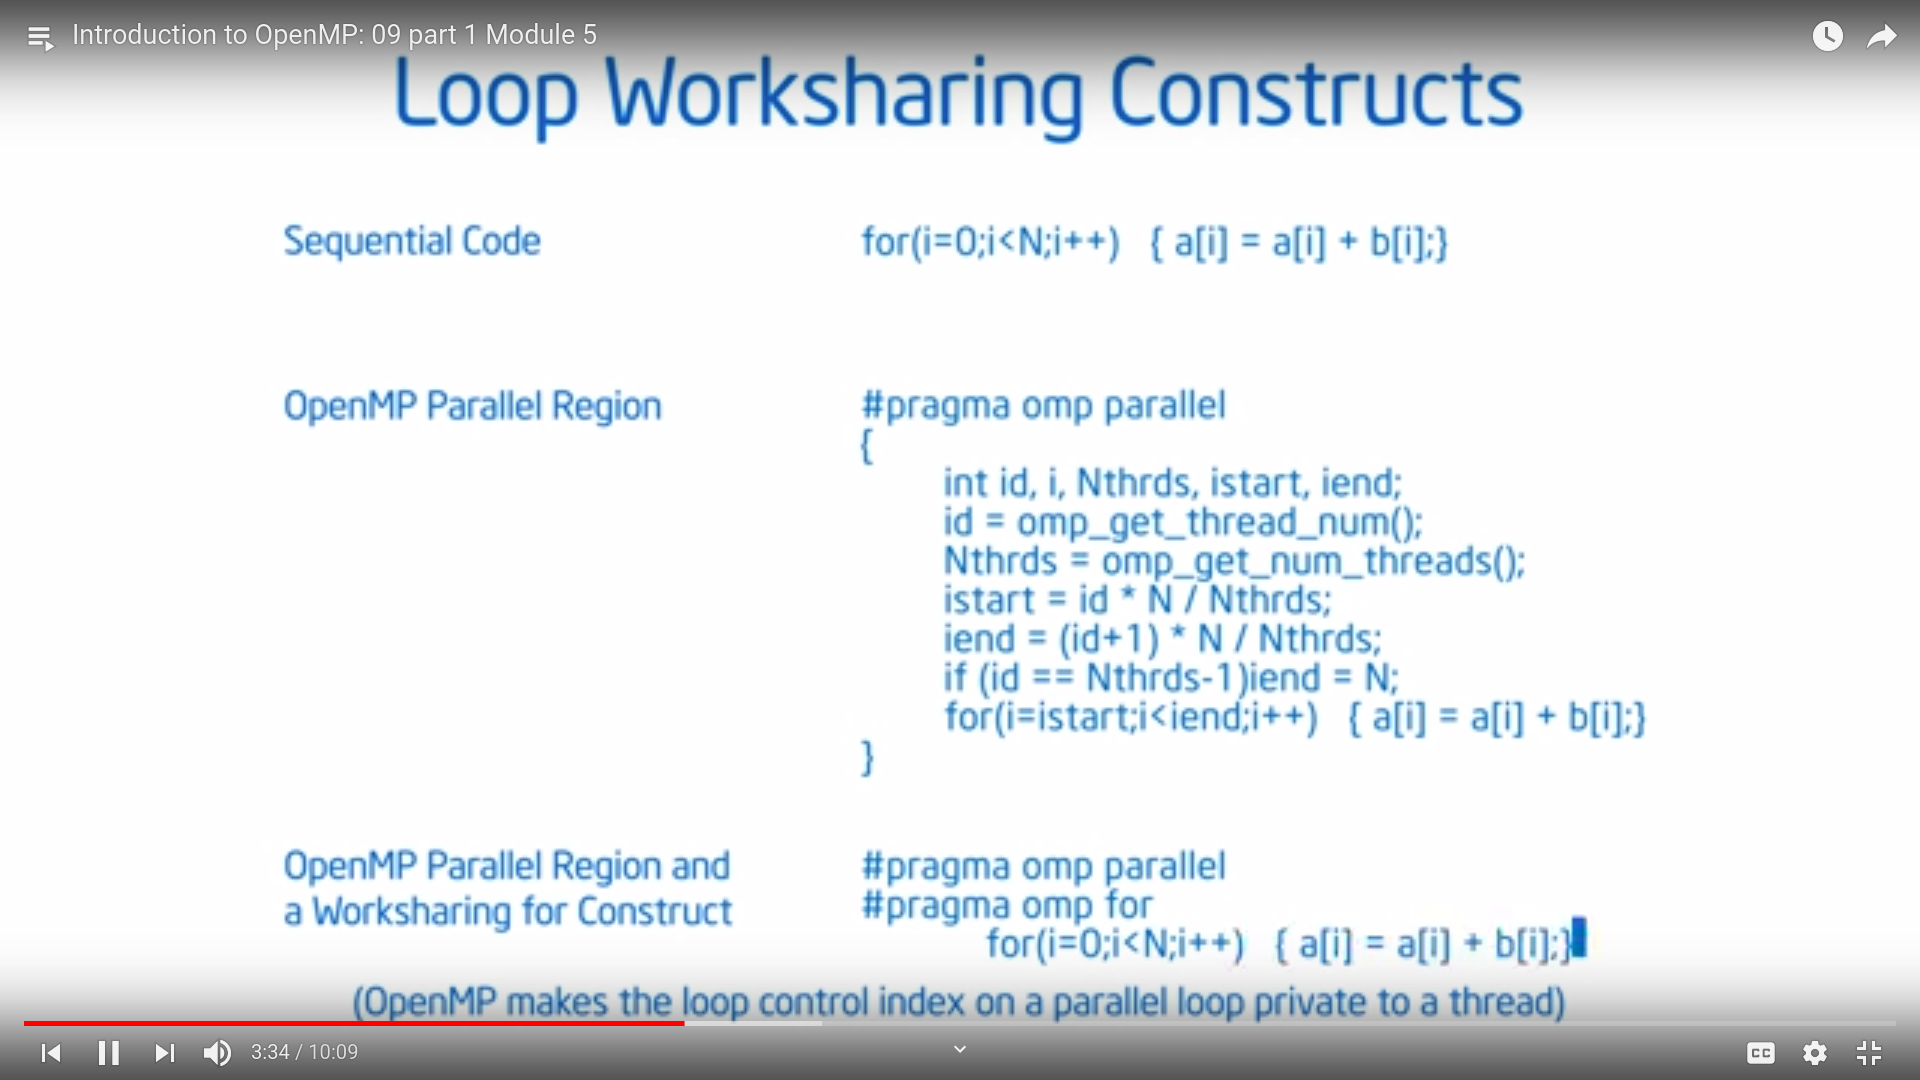 Introduction to OpenMP: 09 part 1 Module 5
Loop Worksharing Constructs
Sequential Code
for(i=0;i<N;i++) { a[i] = a[i] + b[i];}
OpenMP Parallel Region
#pragma omp parallel
{
int id, i, Nthrds, istart, iend;
id = omp_get_thread_num();
Nthrds = omp_get_num_threads();
istart = id * N / Nthrds;
iend = (id+1) * N / Nthrds;
if (id == Nthrds-1)iend = N;
for(i=istart;i<iend;i++) { a[i] = a[i] + b[i];}
}
OpenMP Parallel Region and
a Worksharing for Construct
#pragma omp parallel
#pragma omp for
for(i=0;i<N;i++) { a[i] = a[i] + b[i];}
(OpenMP makes the loop control index on a parallel loop private to a thread)
3:34 / 10:09
CC